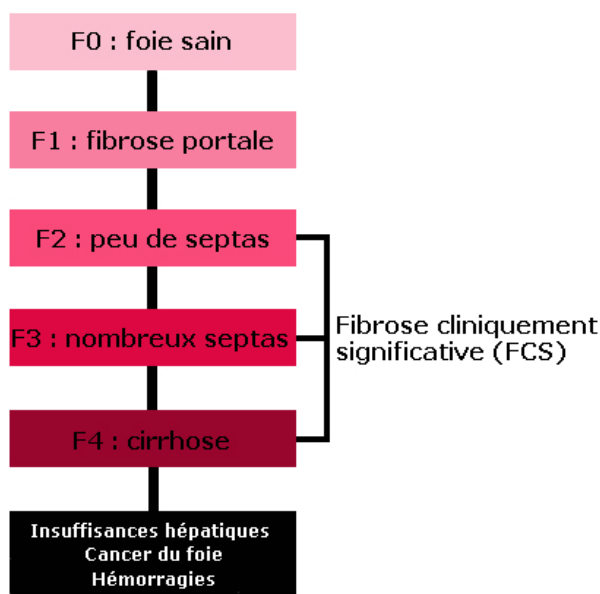 F0 : foie sain
F1 : fibrose portale
F2 : peu de septas
F3 : nombreux septas
Fibrose cliniquement
significative (FCS)
F4 : cirrhose
Insuffisances hépatiques
Cancer du foie
Hémorragies